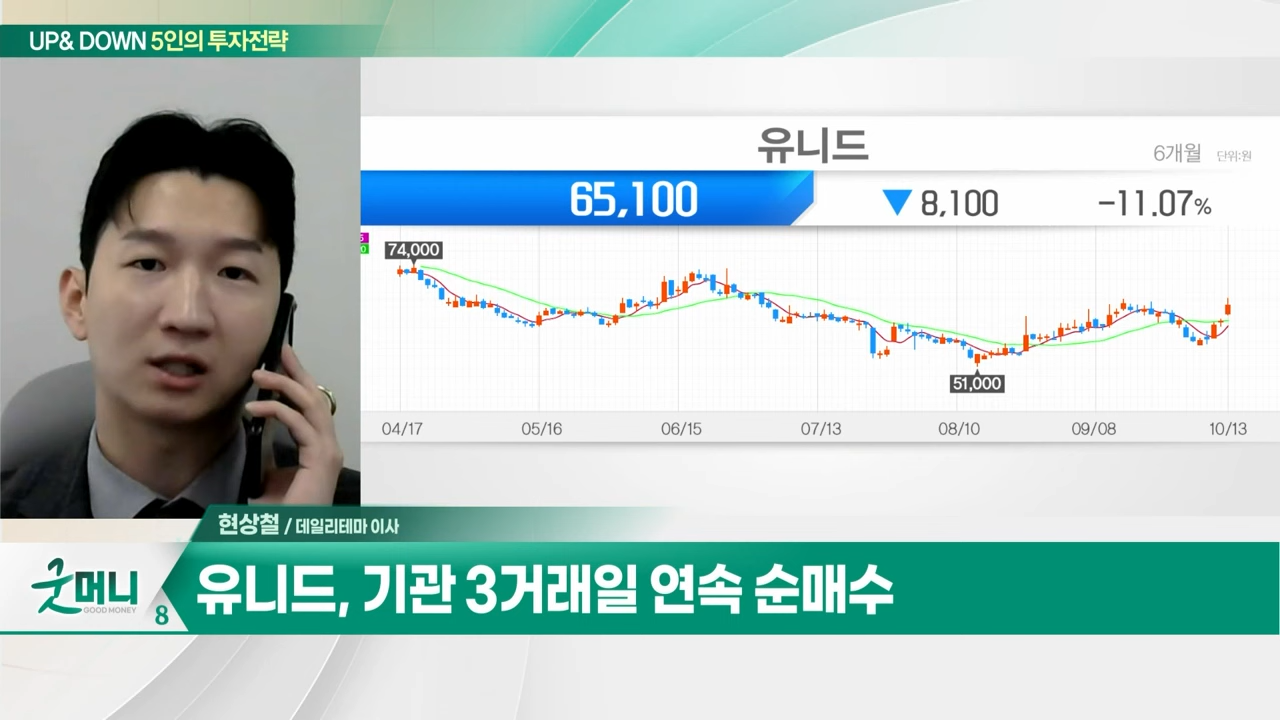 UP& DOWN 5인의 투자전략
유니드
6개월 단위:원
65,100 ▼ 8,100 -11.07%
74,000
51,000
04/17 05/16 06/15 07/13 08/10 09/08 10/13
현상철 / 데일리테마 이사
굿머니
GOOD MONEY
8
유니드, 기관 3거래일 연속 순매수